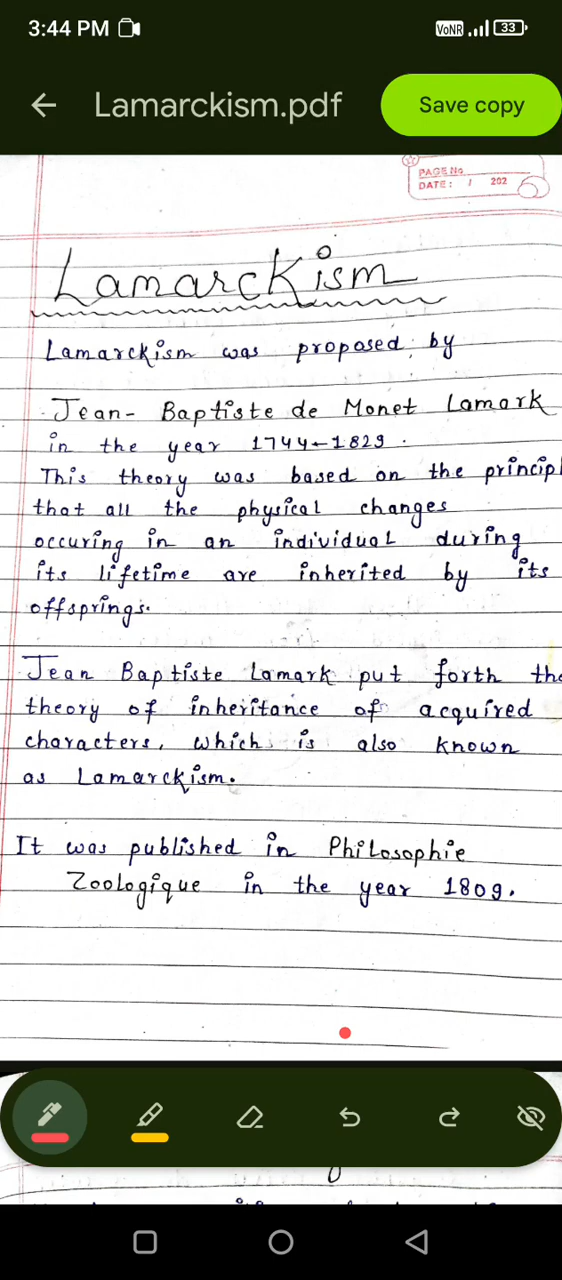 3:44 PM
VoNR 33
Lamarckism.pdf
Save copy
PAGE No.
DATE: / 202
Lamarckism
Lamarckism was proposed by
Jean- Baptiste de Monet Lamark
in the year 1744-1829.
This theory was based on the princip
that all the physical changes
occuring in an individual during
its lifetime are inherited by its
offsprings.
Jean Baptiste Lamark put forth the
theory of inheritance of acquired
characters, which is also known
as Lamarckism.
It was published in Philosophie
Zoologique in the year 1809.